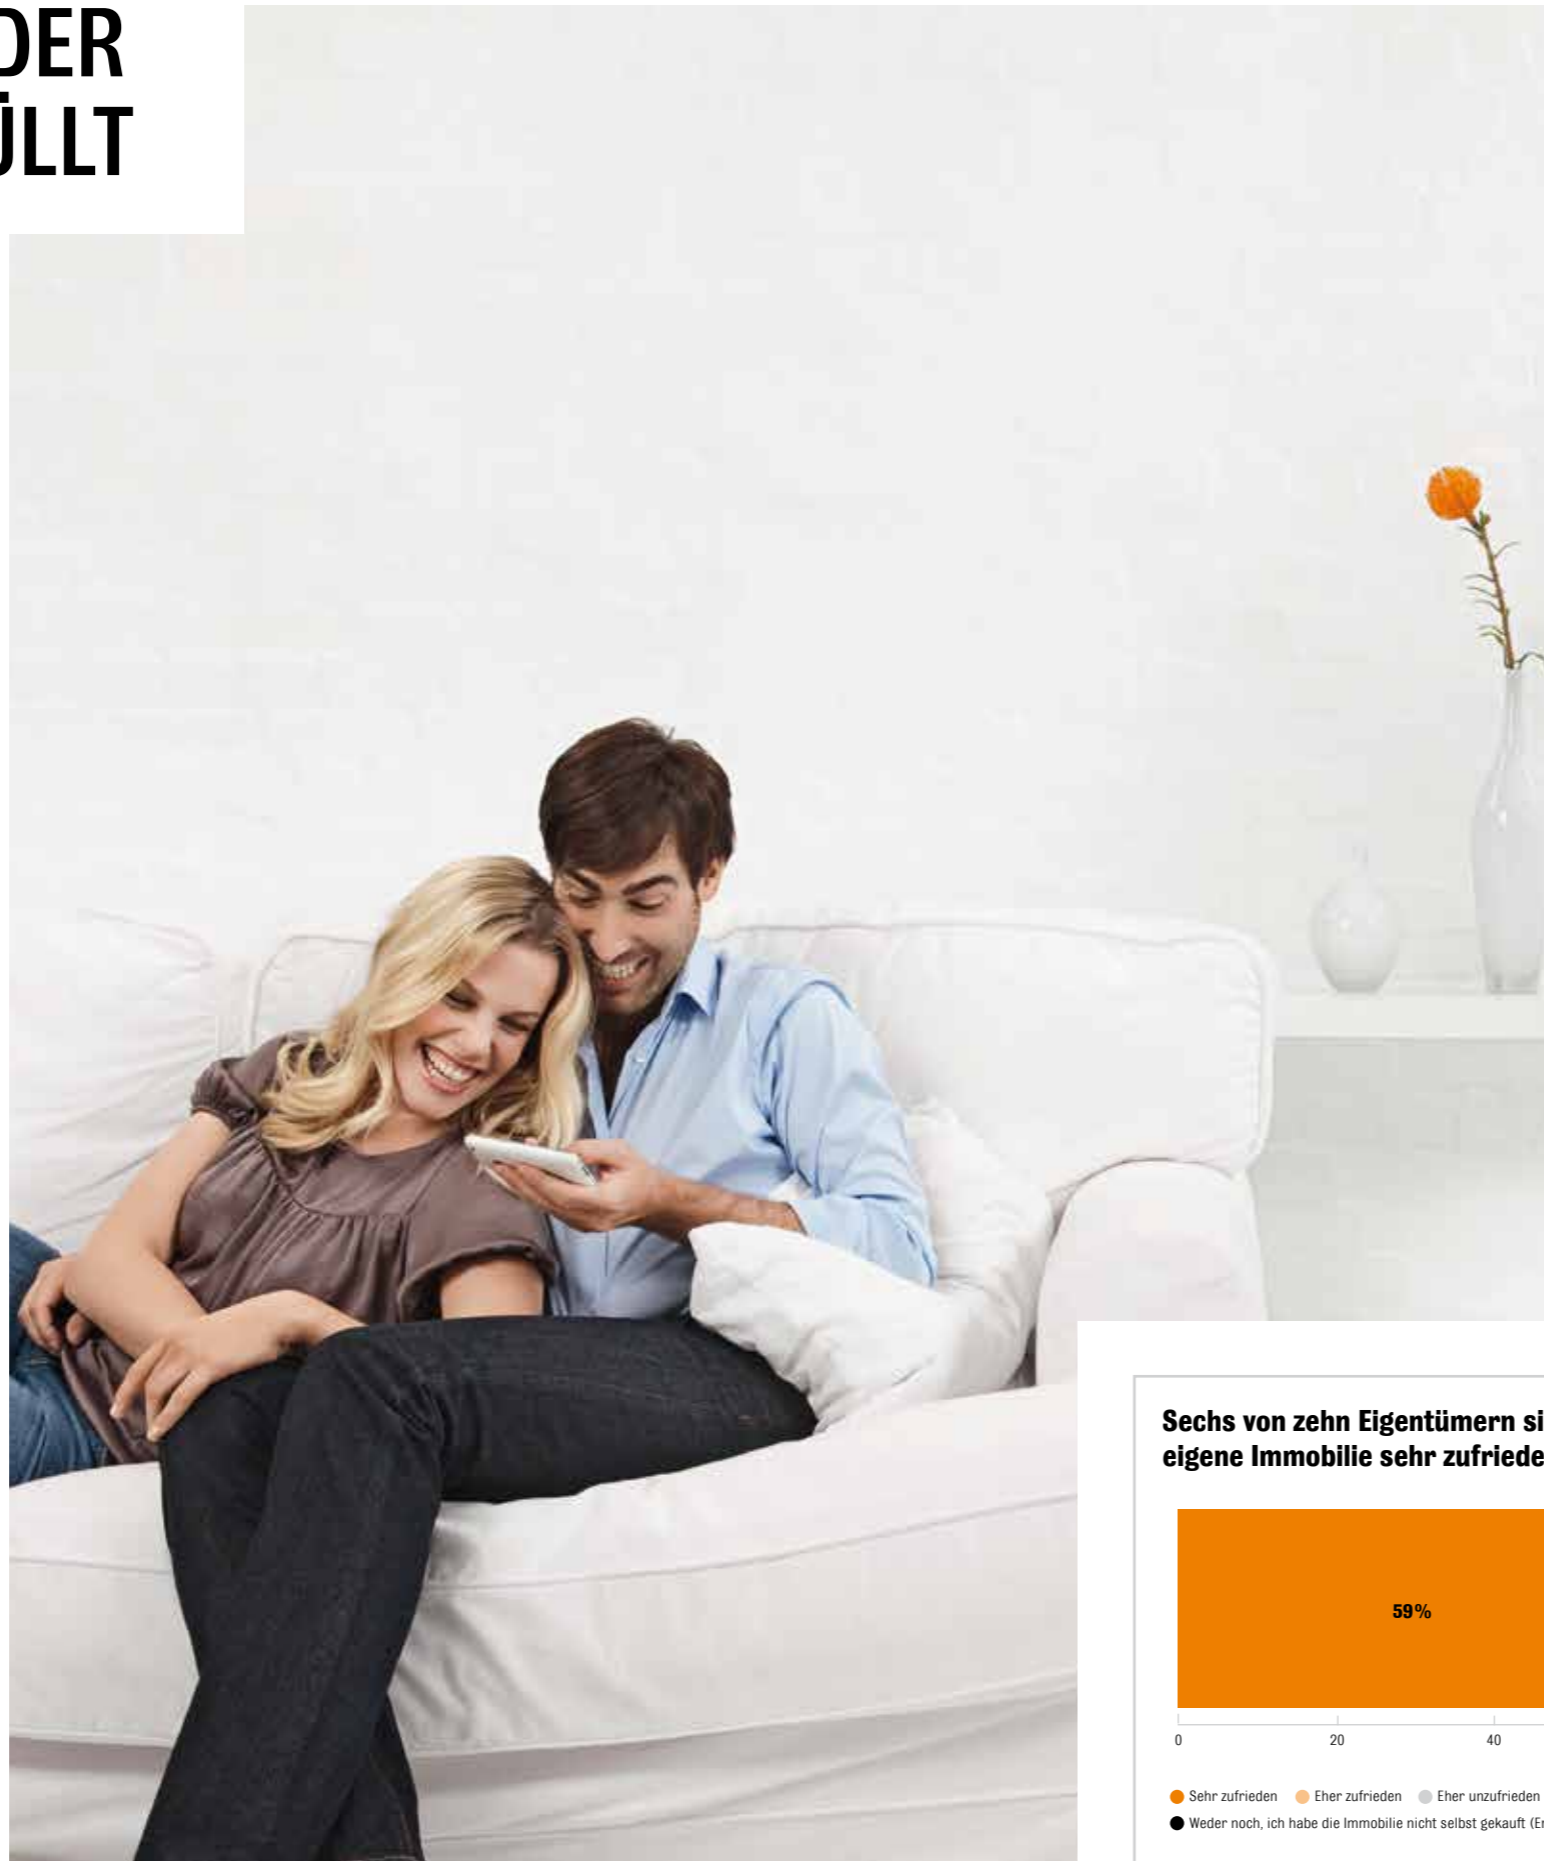 DER
ÜLLT
Sechs von zehn Eigentümern si
eigene Immobilie sehr zufriede
59%
0 20 40
Sehr zufrieden Eher zufrieden Eher unzufrieden
Weder noch, ich habe die Immobilie nicht selbst gekauft (Er